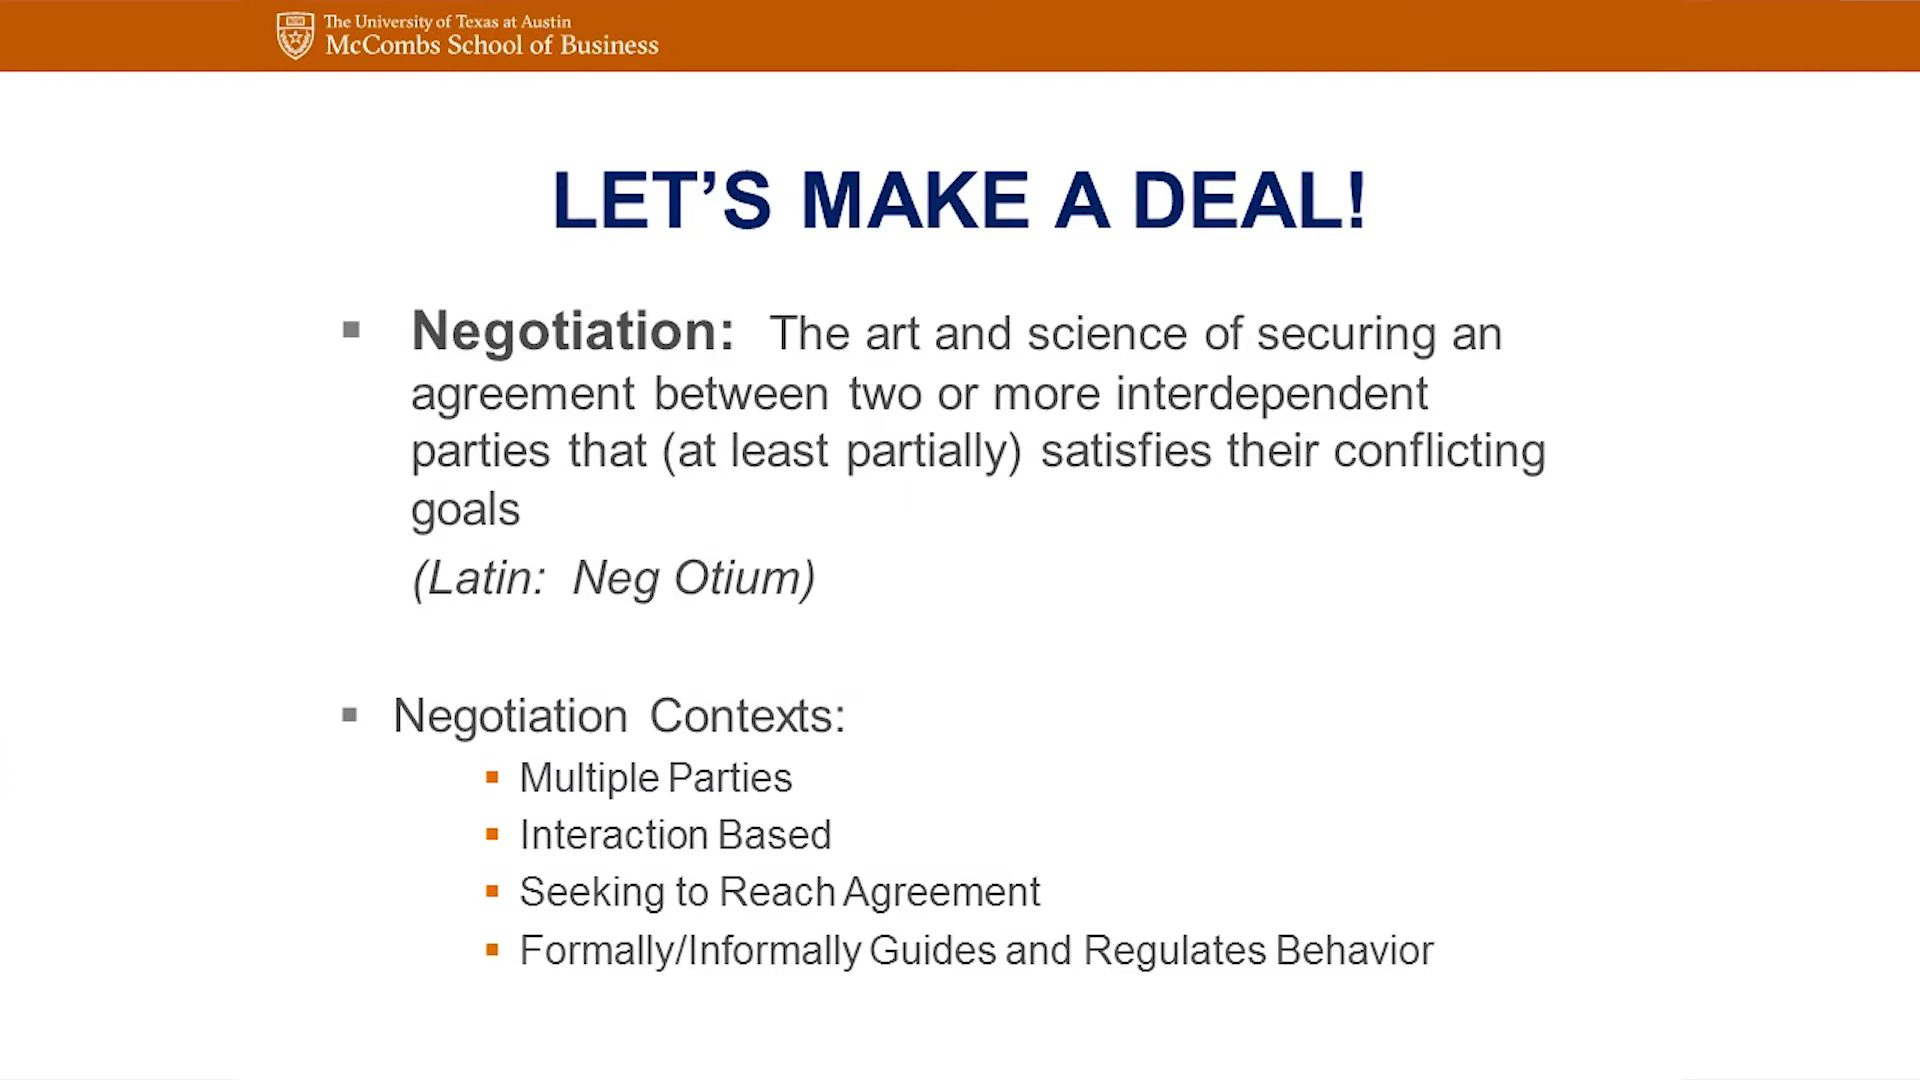 The University of Texas at Austin
McCombs School of Business
LET’S MAKE A DEAL!
Negotiation: The art and science of securing an
agreement between two or more interdependent
parties that (at least partially) satisfies their conflicting
goals
(Latin: Neg Otium)
Negotiation Contexts:
Multiple Parties
Interaction Based
Seeking to Reach Agreement
Formally/Informally Guides and Regulates Behavior